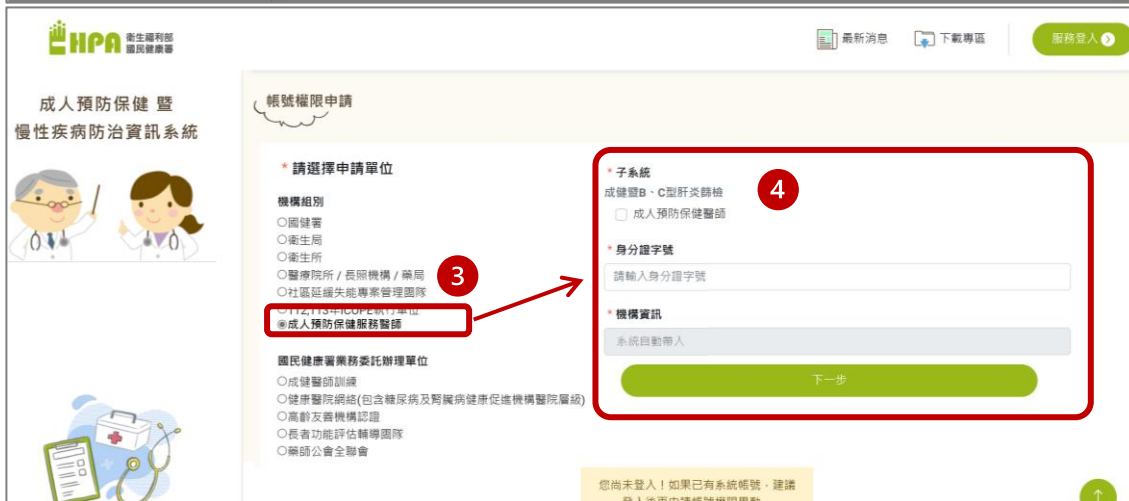 HPA 衛生福利部
國民健康署
最新消息
下載專區
服務登入
成人預防保健 暨
慢性疾病防治資訊系統
帳號權限申請
* 請選擇申請單位
機構組別
○國健署
○衛生局
○衛生所
○醫療院所 / 長照機構 / 藥局
○社區延緩失能專案管理團隊
○112,113年ICOPE執行單位
◉成人預防保健服務醫師
國民健康署業務委託辦理單位
○成健醫師訓練
○健康醫院網絡(包含糖尿病及腎臟病健康促進機構醫院層級)
○高齡友善機構認證
○長者功能評估輔導團隊
○藥師公會全聯會
3
* 子系統
成健暨B、C型肝炎篩檢
成人預防保健醫師
4
* 身分證字號
請輸入身分證字號
* 機構資訊
系統自動帶入
下一步
您尚未登入！如果已有系統帳號，建議
登入後再申請帳號權限異動